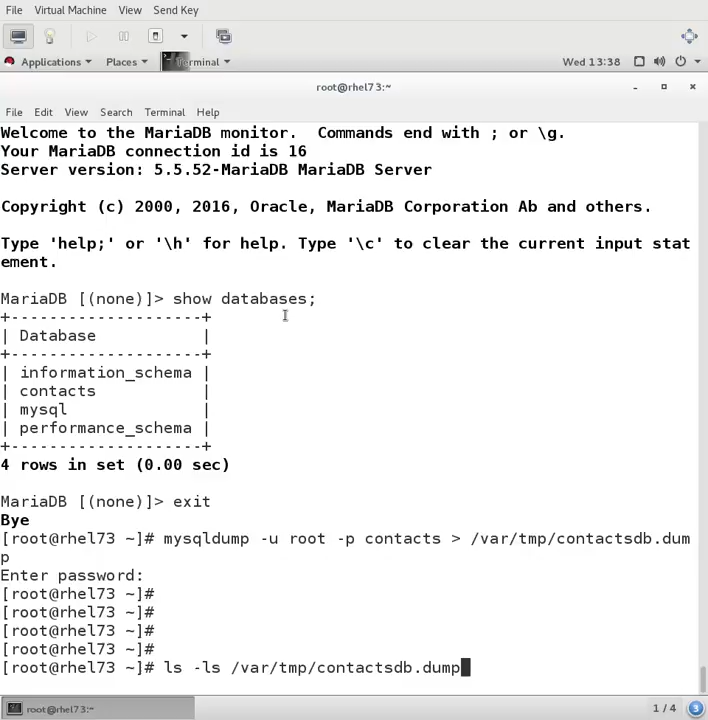 File Virtual Machine View Send Key
Applications Places Terminal Wed 13:38
root@rhel73:~
File Edit View Search Terminal Help
Welcome to the MariaDB monitor.  Commands end with ; or \g.
Your MariaDB connection id is 16
Server version: 5.5.52-MariaDB MariaDB Server
Copyright (c) 2000, 2016, Oracle, MariaDB Corporation Ab and others.
Type 'help;' or '\h' for help. Type '\c' to clear the current input stat
ement.
MariaDB [(none)]> show databases;
+--------------------+
| Database           |
+--------------------+
| information_schema |
| contacts           |
| mysql              |
| performance_schema |
+--------------------+
4 rows in set (0.00 sec)
MariaDB [(none)]> exit
Bye
[root@rhel73 ~]# mysqldump -u root -p contacts > /var/tmp/contactsdb.dum
p
Enter password:
[root@rhel73 ~]#
[root@rhel73 ~]#
[root@rhel73 ~]#
[root@rhel73 ~]#
[root@rhel73 ~]# ls -ls /var/tmp/contactsdb.dump
root@rhel73:~ 1 / 4 3